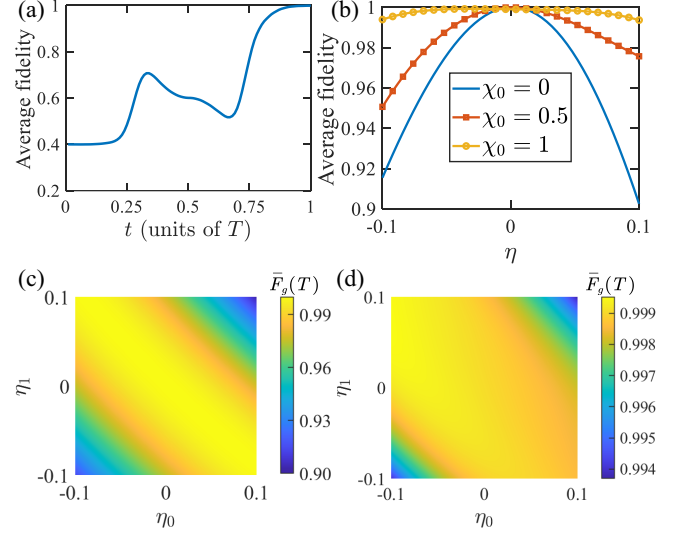 (a)
Average fidelity
1
0.8
0.6
0.4
0.2
0 0.25 0.5 0.75 1
t (units of T)
(b)
Average fidelity
1
0.98
0.96
0.94
0.92
0.9
χ₀ = 0
χ₀ = 0.5
χ₀ = 1
-0.1 0 0.1
η
(c)
F̄g(T)
η₁
0.1
0
-0.1
-0.1 0 0.1
η₀
0.99
0.96
0.93
0.90
(d)
F̄g(T)
η₁
0.1
0
-0.1
-0.1 0 0.1
η₀
0.999
0.998
0.997
0.996
0.995
0.994